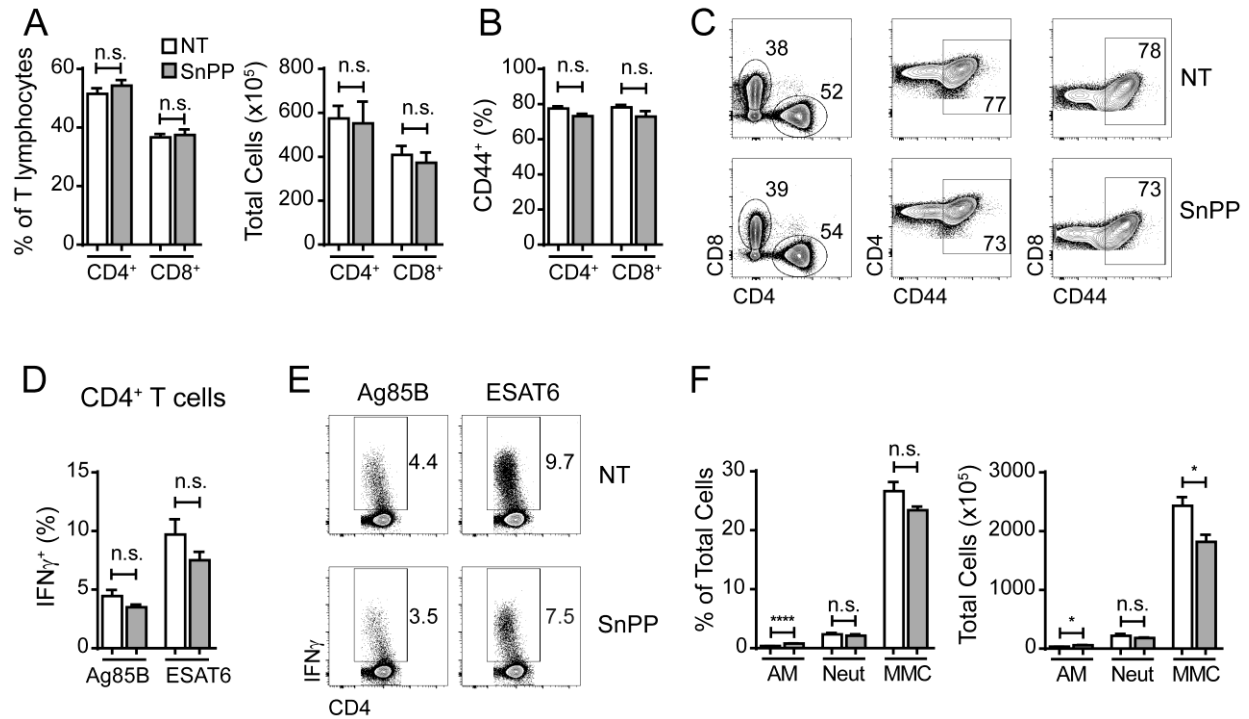 A
NT
SnPP
% of T lymphocytes
60
40
20
0
n.s.
n.s.
CD4⁺
CD8⁺
Total Cells (x10⁵)
800
600
400
200
0
n.s.
n.s.
CD4⁺
CD8⁺
B
CD44⁺ (%)
100
80
60
40
20
0
n.s.
n.s.
CD4⁺
CD8⁺
C
38
52
77
78
NT
39
54
73
73
SnPP
CD8
CD4
CD4
CD44
CD8
CD44
D
CD4⁺ T cells
IFNγ⁺ (%)
15
10
5
0
n.s.
n.s.
Ag85B
ESAT6
E
Ag85B
ESAT6
4.4
9.7
NT
3.5
7.5
SnPP
IFNγ
CD4
F
% of Total Cells
30
20
10
0
****
n.s.
n.s.
AM
Neut
MMC
Total Cells (x10⁵)
3000
2000
1000
0
*
n.s.
*
AM
Neut
MMC